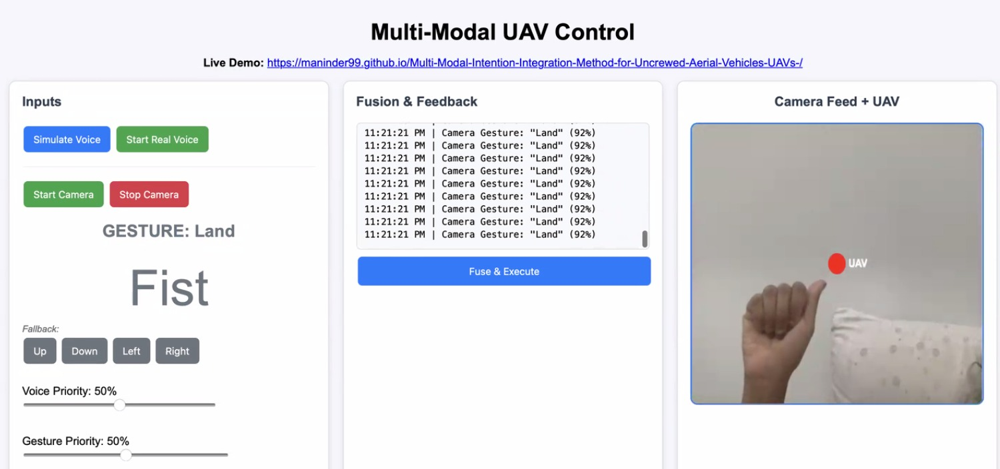 Multi-Modal UAV Control
Live Demo: https://maninder99.github.io/Multi-Modal-Intention-Integration-Method-for-Uncrewed-Aerial-Vehicles-UAVs-/
Inputs
Simulate Voice
Start Real Voice
Start Camera
Stop Camera
GESTURE: Land
Fist
Fallback:
Up
Down
Left
Right
Voice Priority: 50%
Gesture Priority: 50%
Fusion & Feedback
11:21:21 PM | Camera Gesture: "Land" (92%)
11:21:21 PM | Camera Gesture: "Land" (92%)
11:21:21 PM | Camera Gesture: "Land" (92%)
11:21:21 PM | Camera Gesture: "Land" (92%)
11:21:21 PM | Camera Gesture: "Land" (92%)
11:21:21 PM | Camera Gesture: "Land" (92%)
11:21:21 PM | Camera Gesture: "Land" (92%)
11:21:21 PM | Camera Gesture: "Land" (92%)
11:21:21 PM | Camera Gesture: "Land" (92%)
Fuse & Execute
Camera Feed + UAV
UAV